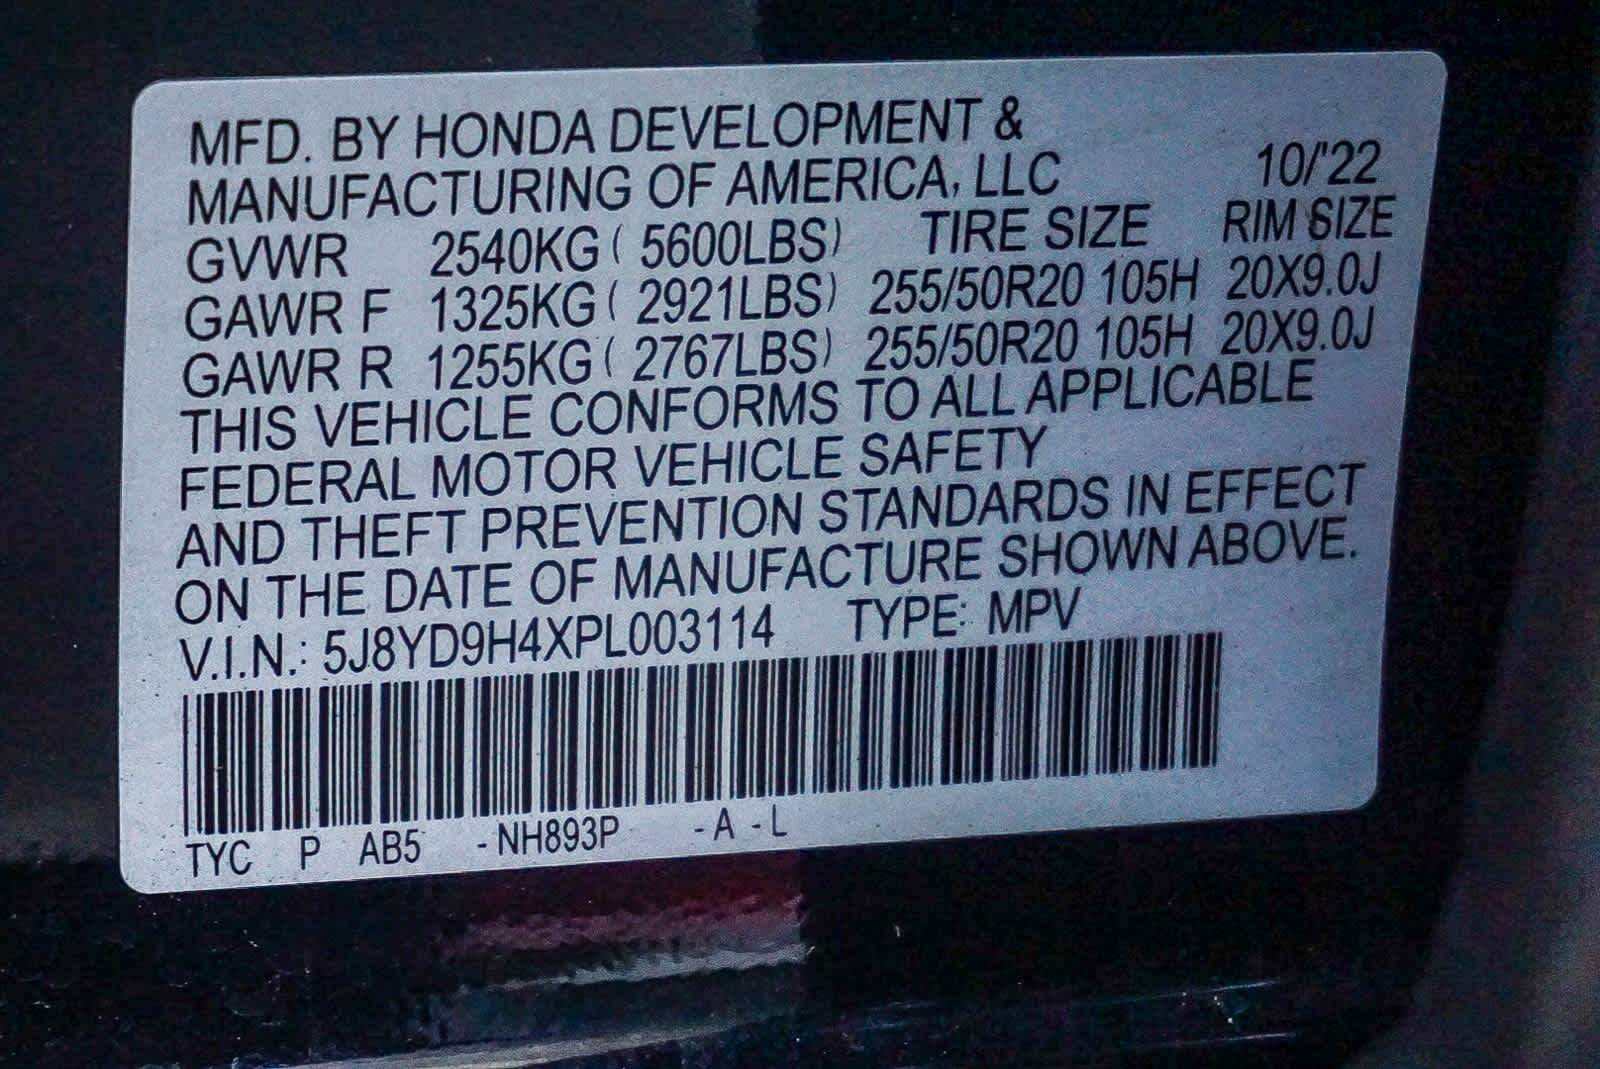 MFD. BY HONDA DEVELOPMENT &
MANUFACTURING OF AMERICA, LLC 10/'22
GVWR 2540KG ( 5600LBS) TIRE SIZE RIM SIZE
GAWR F 1325KG ( 2921LBS) 255/50R20 105H 20X9.0J
GAWR R 1255KG ( 2767LBS) 255/50R20 105H 20X9.0J
THIS VEHICLE CONFORMS TO ALL APPLICABLE
FEDERAL MOTOR VEHICLE SAFETY
AND THEFT PREVENTION STANDARDS IN EFFECT
ON THE DATE OF MANUFACTURE SHOWN ABOVE.
V.I.N.: 5J8YD9H4XPL003114 TYPE: MPV
TYC P AB5 -NH893P -A -L